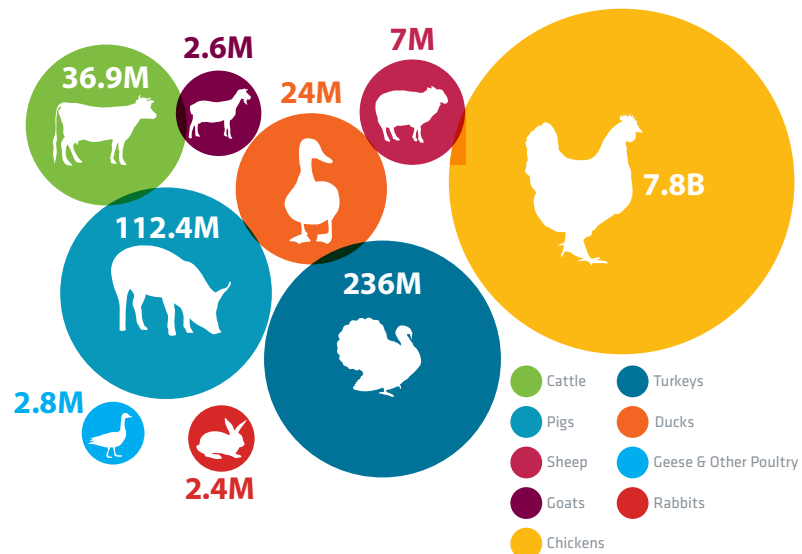 7M
2.6M
36.9M
24M
7.8B
112.4M
236M
2.8M
2.4M
Cattle
Turkeys
Pigs
Ducks
Sheep
Geese & Other Poultry
Goats
Rabbits
Chickens